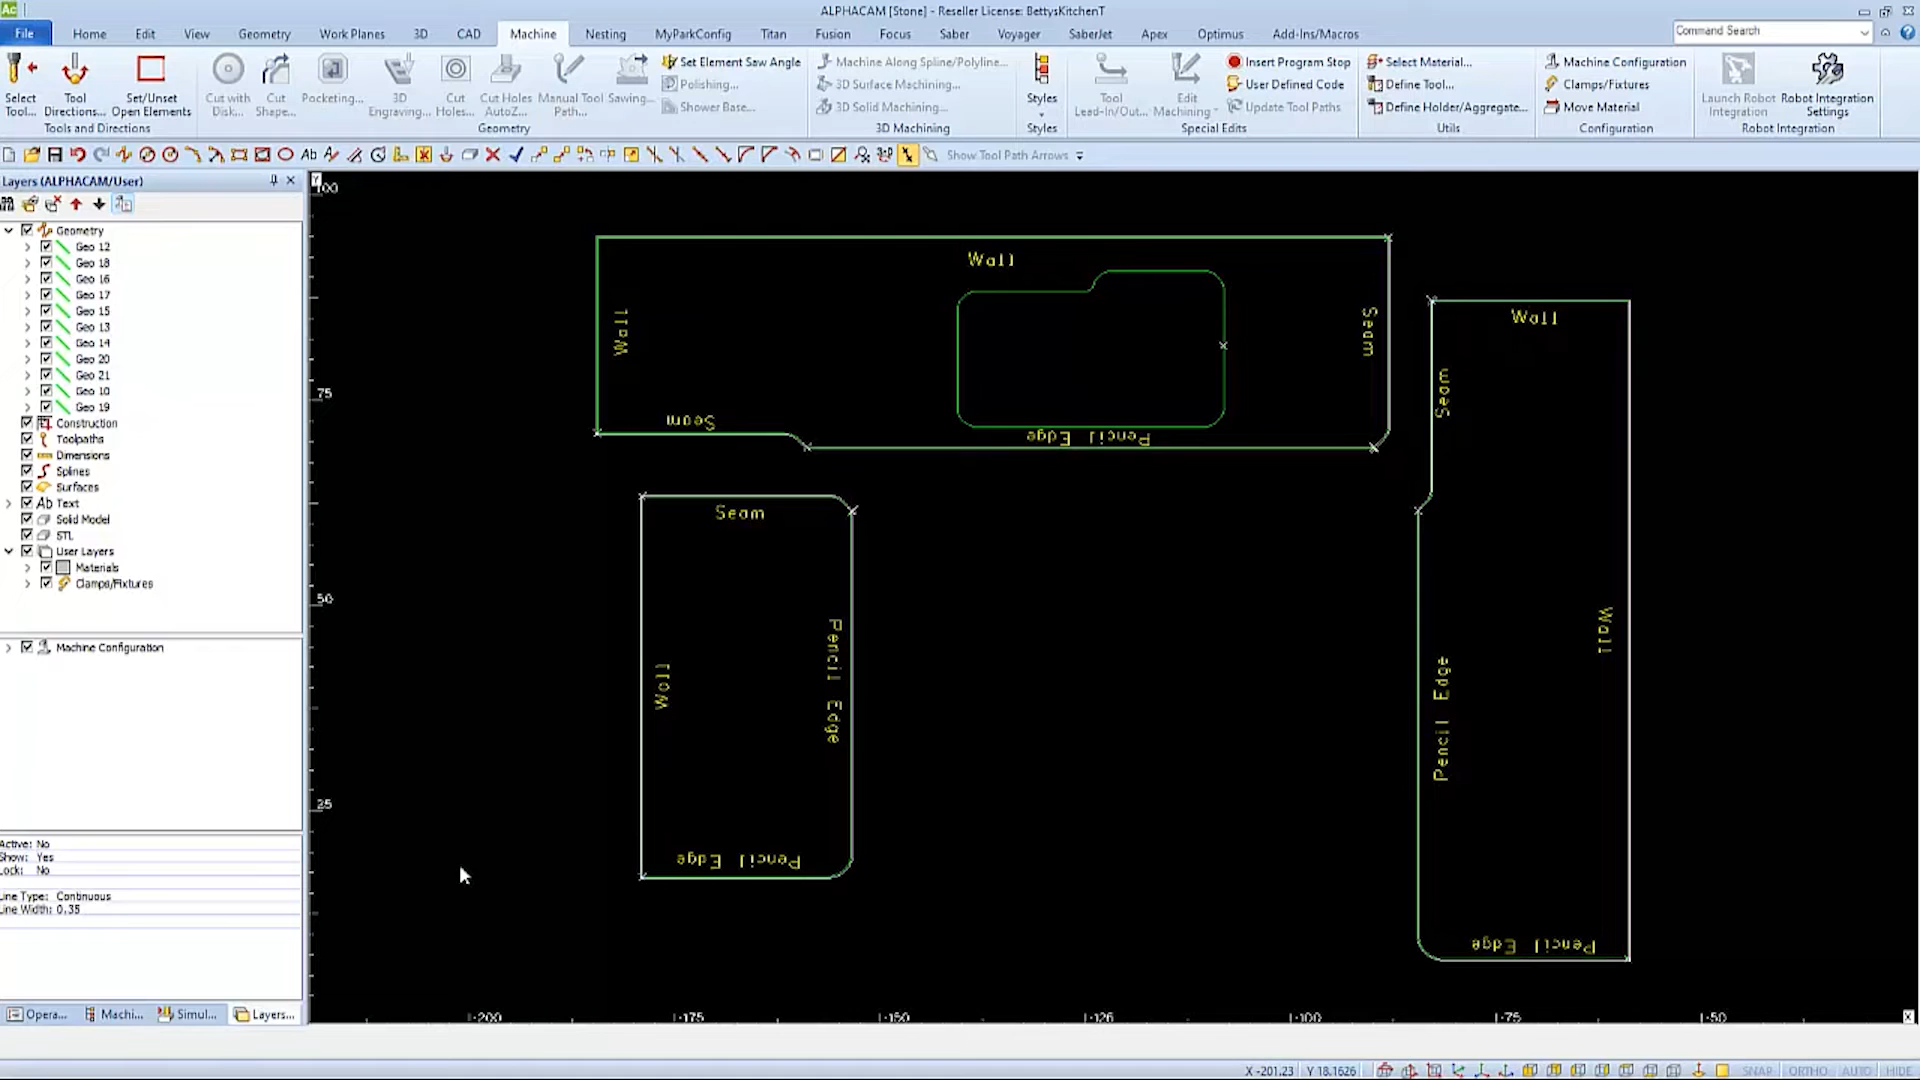 ALPHACAM [Stone] - Reseller License: BettysKitchenT
File Home Edit View Geometry Work Planes 3D CAD Machine Nesting MyParkConfig Titan Fusion Focus Saber Voyager SaberJet Apex Optimus Add-Ins/Macros
Command Search
Select Tool...
Tool Directions...
Set/Unset Open Elements
Tools and Directions
Cut with Disk...
Cut Shape...
Pocketing...
3D Engraving...
Cut Holes...
Cut Holes AutoZ...
Manual Tool Path...
Sawing...
Set Element Saw Angle
Polishing...
Shower Base...
Geometry
Machine Along Spline/Polyline...
3D Surface Machining...
3D Solid Machining...
3D Machining
Styles
Styles
Tool Lead-In/Out...
Edit Machining
Insert Program Stop
User Defined Code
Update Tool Paths
Special Edits
Select Material...
Define Tool...
Define Holder/Aggregate...
Utils
Machine Configuration
Clamps/Fixtures
Move Material
Configuration
Launch Robot Integration
Robot Integration Settings
Robot Integration
Show Tool Path Arrows
Layers (ALPHACAM/User)
Geometry
Geo 12
Geo 18
Geo 16
Geo 17
Geo 15
Geo 13
Geo 14
Geo 20
Geo 21
Geo 10
Geo 19
Construction
Toolpaths
Dimensions
Splines
Surfaces
Ab Text
Solid Model
STL
User Layers
Materials
Clamps/Fixtures
Machine Configuration
Active: No
Show: Yes
Lock: No
Line Type: Continuous
Line Width: 0.35
Opera... Machi... Simul... Layers...
Y
100
75
50
25
-200 -175 -150 -126 -100 -75 -50
X
Wall
Wall
Seam
Seam
Pencil Edge
Wall
Seam
Seam
Wall
Pencil Edge
Pencil Edge
Wall
Pencil Edge
Pencil Edge
X -201.23 Y 18.1626
SNAP ORTHO AUTO HIDE